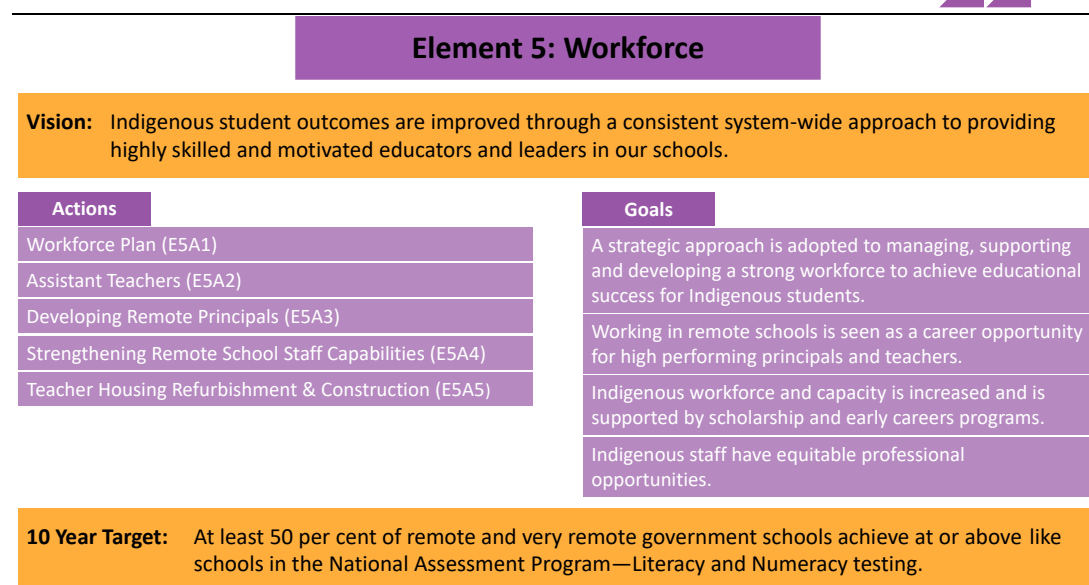 Element 5: Workforce
Vision: Indigenous student outcomes are improved through a consistent system-wide approach to providing
highly skilled and motivated educators and leaders in our schools.
Actions
Workforce Plan (E5A1)
Assistant Teachers (E5A2)
Developing Remote Principals (E5A3)
Strengthening Remote School Staff Capabilities (E5A4)
Teacher Housing Refurbishment & Construction (E5A5)
Goals
A strategic approach is adopted to managing, supporting
and developing a strong workforce to achieve educational
success for Indigenous students.
Working in remote schools is seen as a career opportunity
for high performing principals and teachers.
Indigenous workforce and capacity is increased and is
supported by scholarship and early careers programs.
Indigenous staff have equitable professional
opportunities.
10 Year Target: At least 50 per cent of remote and very remote government schools achieve at or above like
schools in the National Assessment Program—Literacy and Numeracy testing.